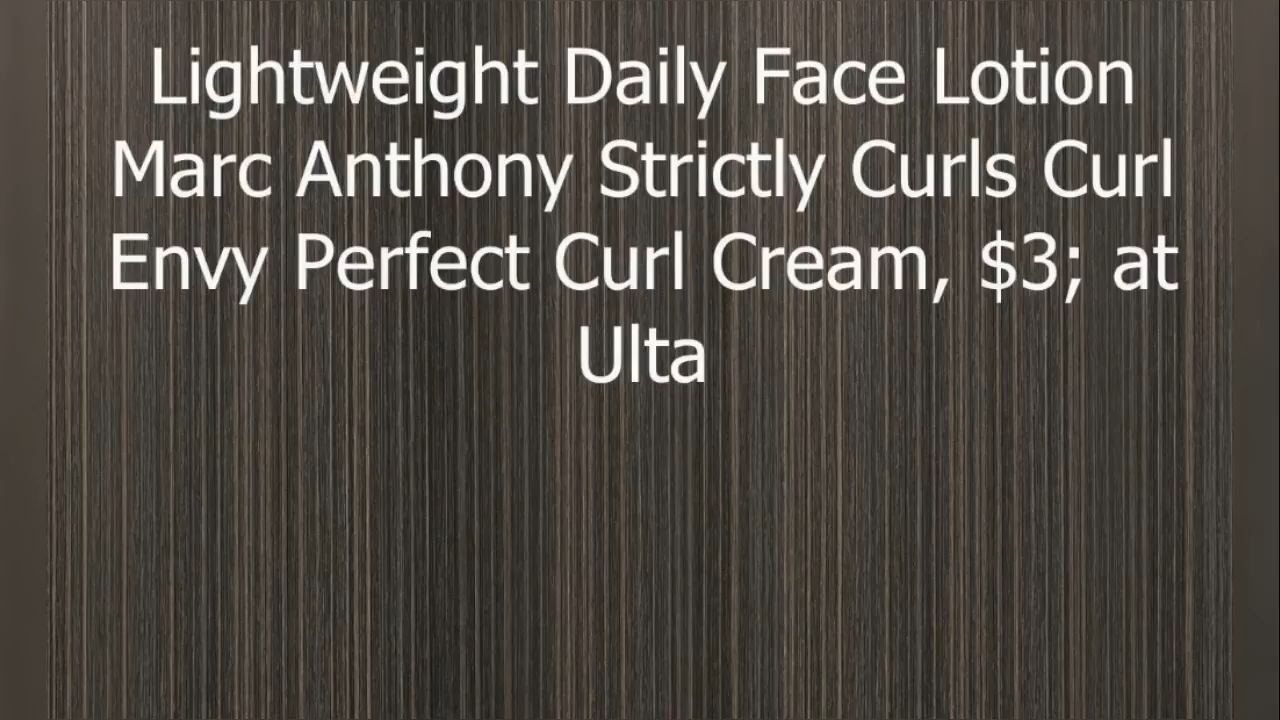 Lightweight Daily Face Lotion
Marc Anthony Strictly Curls Curl
Envy Perfect Curl Cream, $3; at
Ulta